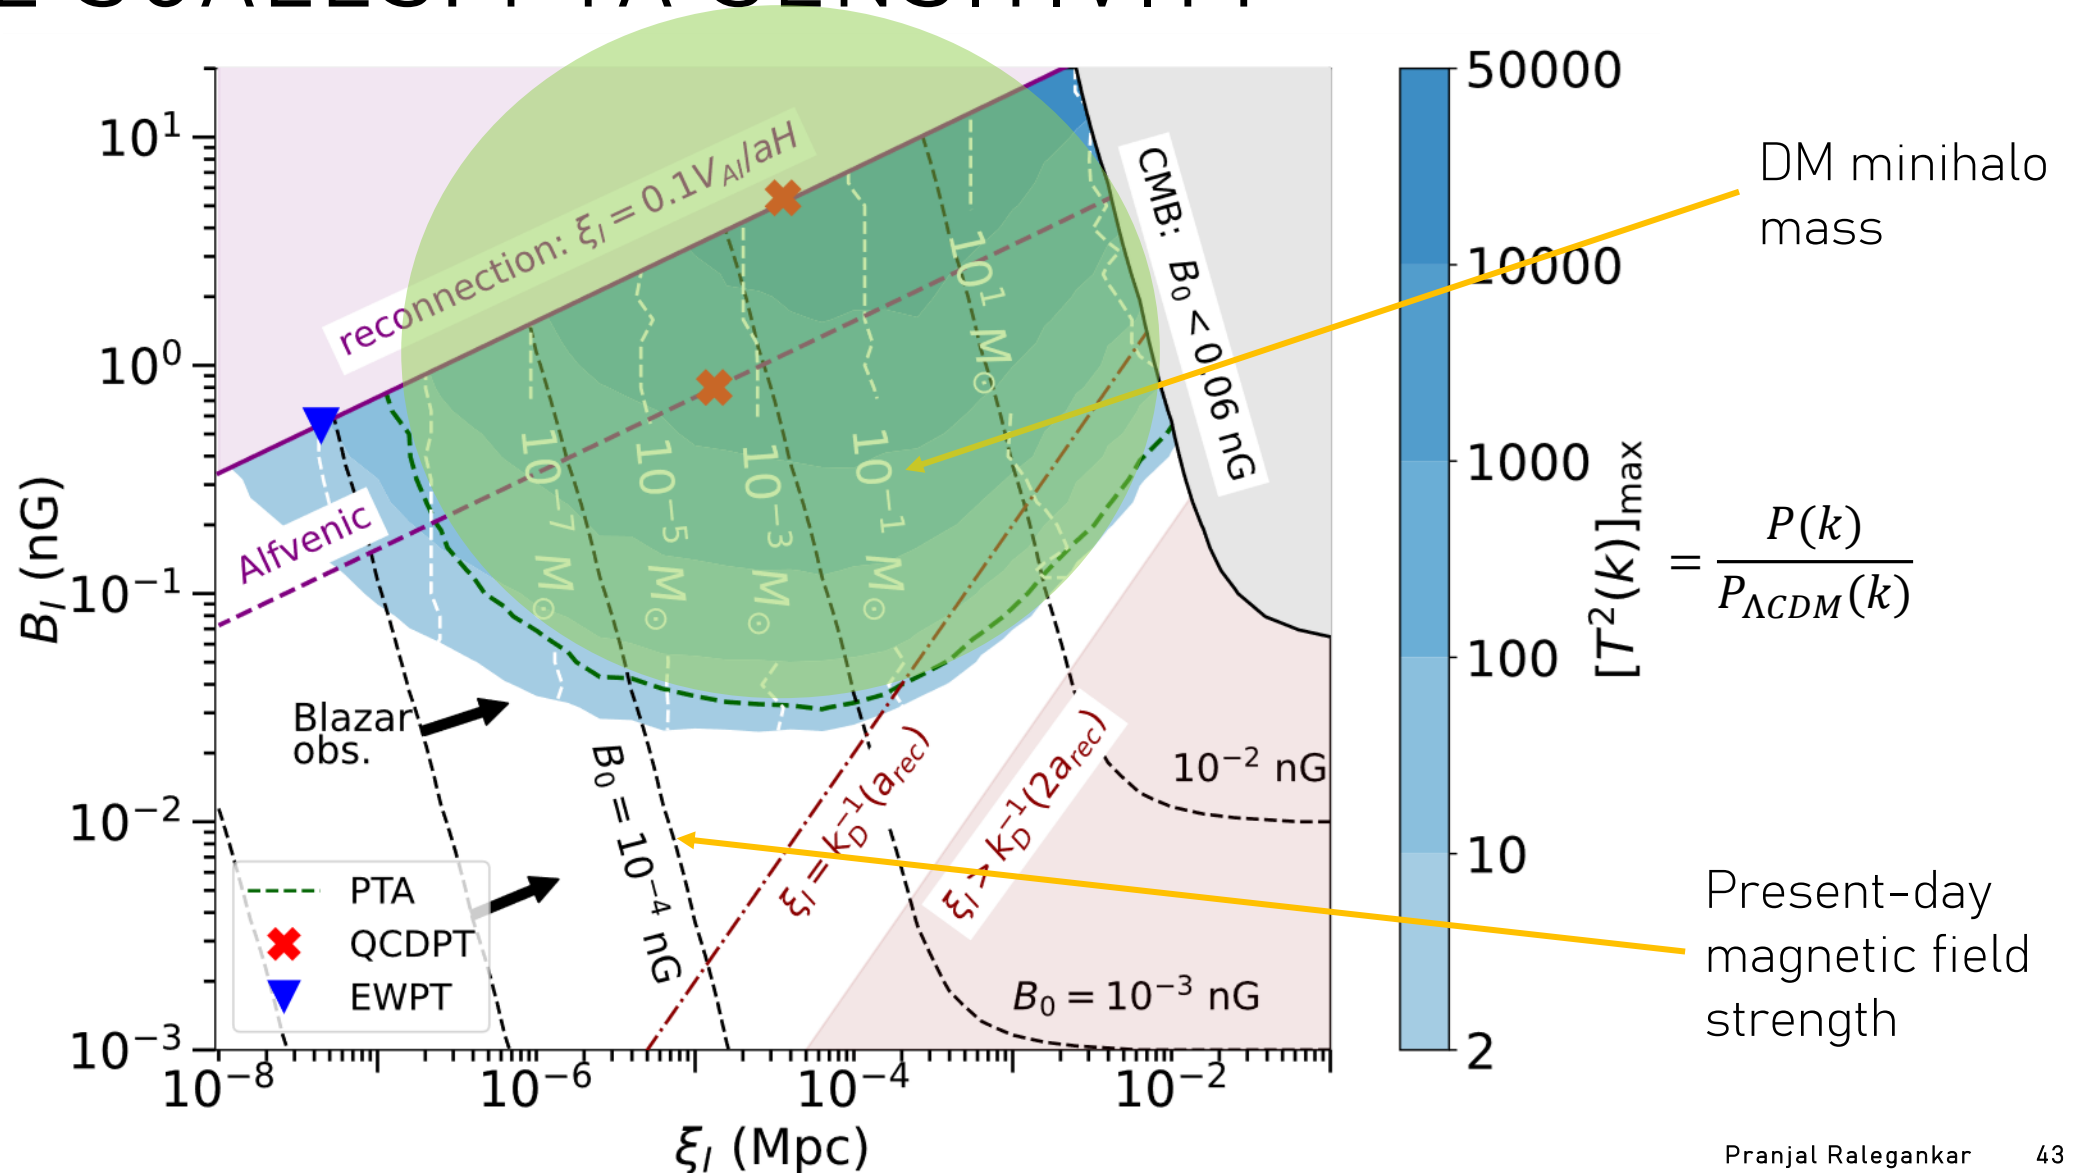 10¹
10⁰
10⁻¹
10⁻²
10⁻³
B_I (nG)
10⁻⁸
10⁻⁶
10⁻⁴
10⁻²
ξ_I (Mpc)
reconnection: ξ_I = 0.1V_AI/aH
Alfvenic
CMB: B₀ < 0.06 nG
10⁻⁷ M☉
10⁻⁵ M☉
10⁻³ M☉
10⁻¹ M☉
10¹ M☉
Blazar
obs.
B₀ = 10⁻⁴ nG
ξ_I = k_D⁻¹(a_rec)
ξ_I > k_D⁻¹(2a_rec)
10⁻² nG
B₀ = 10⁻³ nG
PTA
QCDPT
EWPT
50000
10000
1000
100
10
2
[T²(k)]_max
= P(k)
P_ΛCDM(k)
DM minihalo
mass
Present-day
magnetic field
strength
Pranjal Ralegankar 43